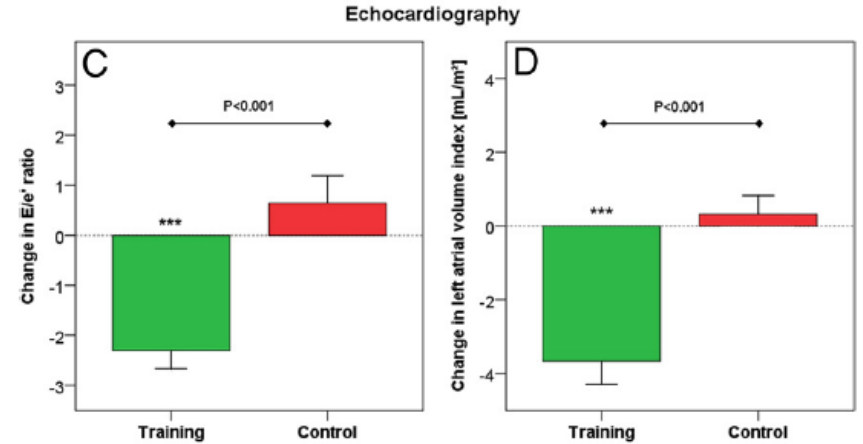 Echocardiography
C
Change in E/e' ratio
3
2
1
0
-1
-2
-3
P<0.001
***
Training
Control
D
Change in left atrial volume index [mL/m²]
4
2
0
-2
-4
P<0.001
***
Training
Control